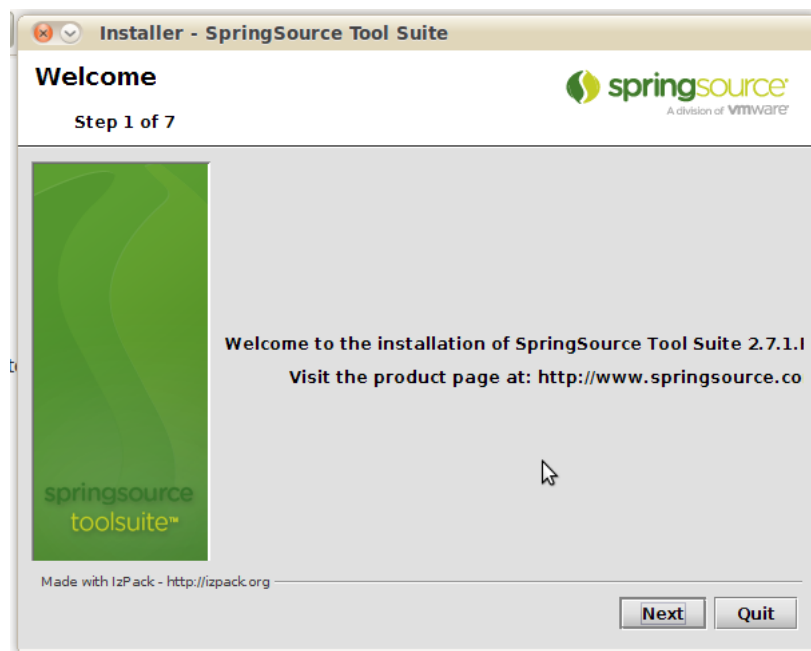 Installer - SpringSource Tool Suite
Welcome
springsource
Step 1 of 7
A division of vmware
Welcome to the installation of SpringSource Tool Suite 2.7.1.
Visit the product page at: http://www.springsource.co
springsource
toolsuite™
Made with IzPack - http://izpack.org
Next
Quit